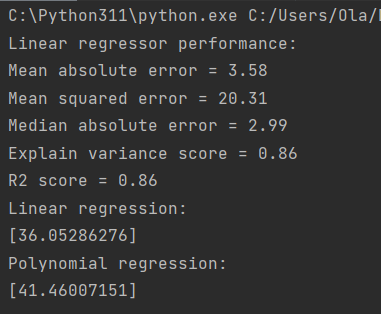 C:\Python311\python.exe C:/Users/Ola/
Linear regressor performance:
Mean absolute error = 3.58
Mean squared error = 20.31
Median absolute error = 2.99
Explain variance score = 0.86
R2 score = 0.86
Linear regression:
[36.05286276]
Polynomial regression:
[41.46007151]